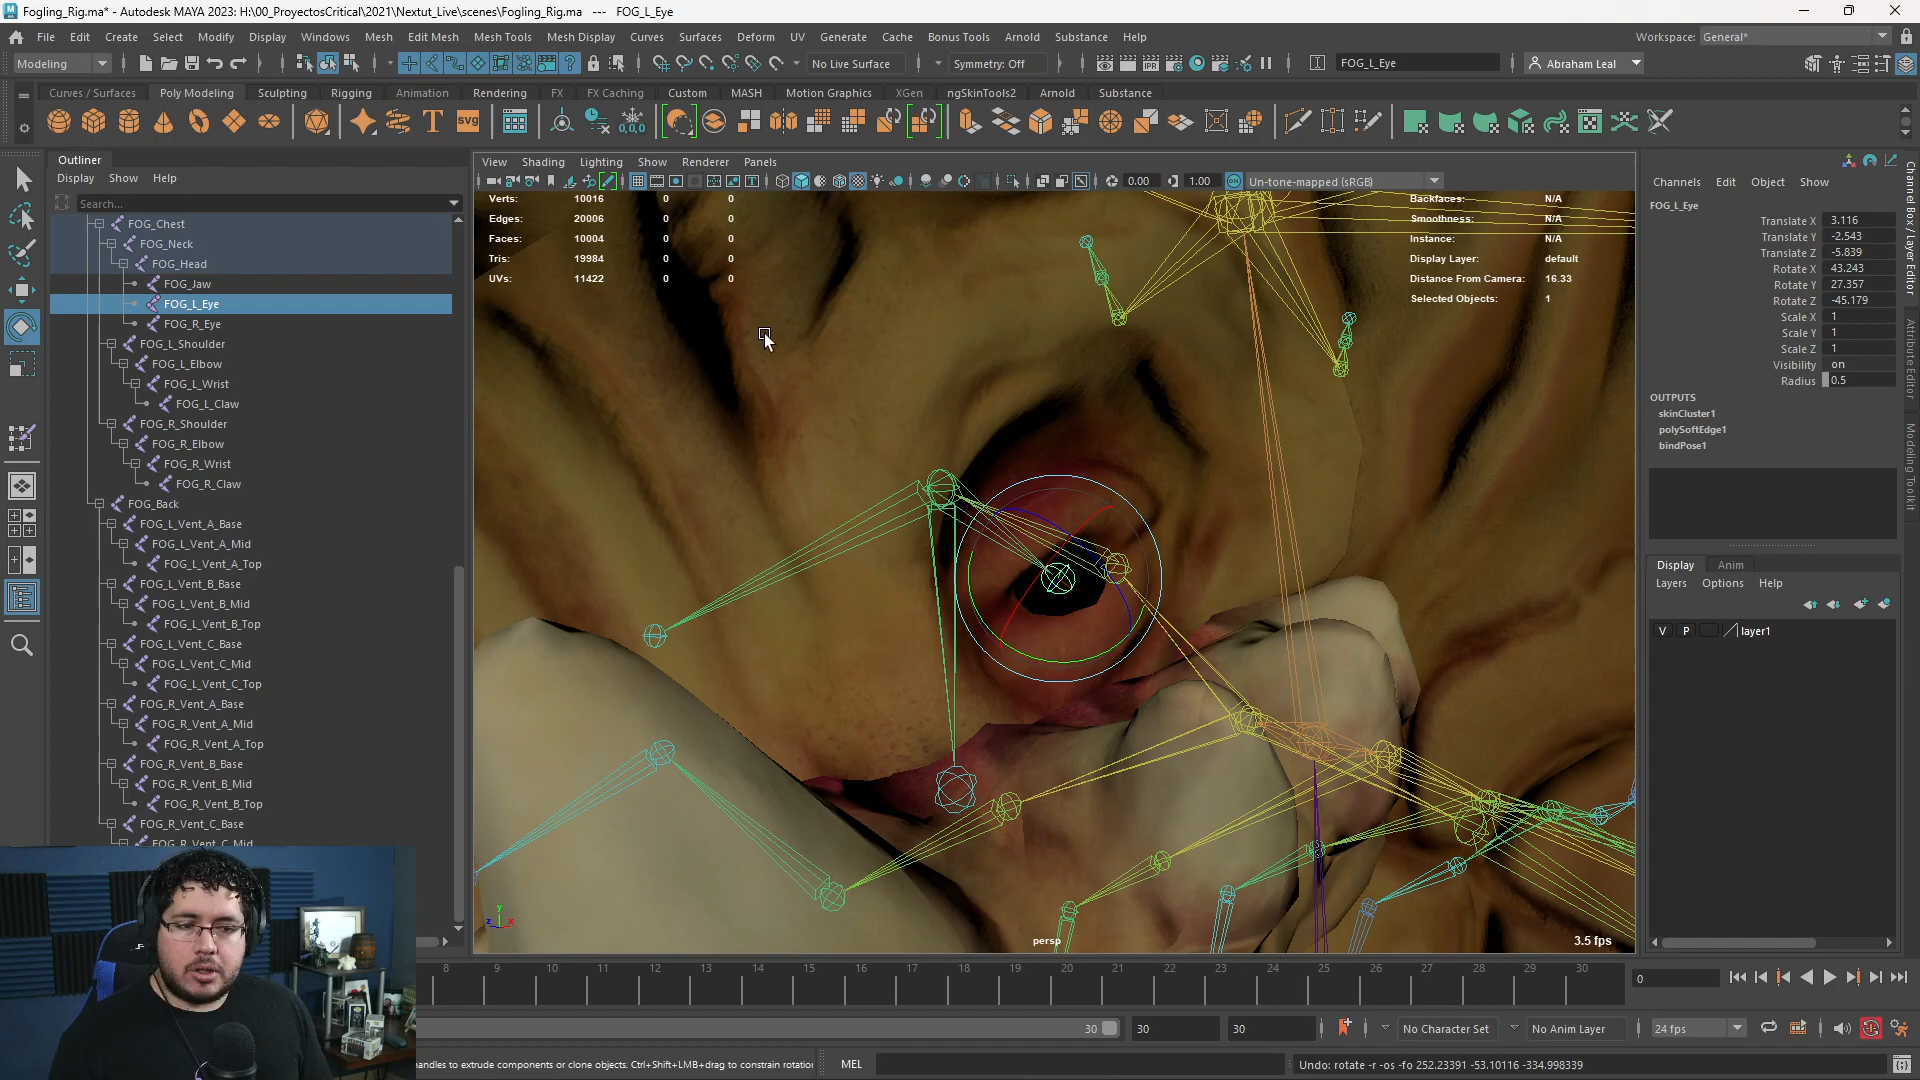 Fogling_Rig.ma* - Autodesk MAYA 2023: H:\00_ProyectosCritical\2021\Nextut_Live\scenes\Fogling_Rig.ma --- FOG_L_Eye
File Edit Create Select Modify Display Windows Mesh Edit Mesh Mesh Tools Mesh Display Curves Surfaces Deform UV Generate Cache Bonus Tools Arnold Substance Help
Workspace: General*
Modeling
No Live Surface
Symmetry: Off
FOG_L_Eye
Abraham Leal
Curves / Surfaces Poly Modeling Sculpting Rigging Animation Rendering FX FX Caching Custom MASH Motion Graphics XGen ngSkinTools2 Arnold Substance
Outliner
Display Show Help
Search...
FOG_Chest
FOG_Neck
FOG_Head
FOG_Jaw
FOG_L_Eye
FOG_R_Eye
FOG_L_Shoulder
FOG_L_Elbow
FOG_L_Wrist
FOG_L_Claw
FOG_R_Shoulder
FOG_R_Elbow
FOG_R_Wrist
FOG_R_Claw
FOG_Back
FOG_L_Vent_A_Base
FOG_L_Vent_A_Mid
FOG_L_Vent_A_Top
FOG_L_Vent_B_Base
FOG_L_Vent_B_Mid
FOG_L_Vent_B_Top
FOG_L_Vent_C_Base
FOG_L_Vent_C_Mid
FOG_L_Vent_C_Top
FOG_R_Vent_A_Base
FOG_R_Vent_A_Mid
FOG_R_Vent_A_Top
FOG_R_Vent_B_Base
FOG_R_Vent_B_Mid
FOG_R_Vent_B_Top
FOG_R_Vent_C_Base
FOG_R_Vent_C_Mid
View Shading Lighting Show Renderer Panels
0.00
1.00
Un-tone-mapped (sRGB)
Verts: 10016 0 0
Edges: 20006 0 0
Faces: 10004 0 0
Tris: 19984 0 0
UVs: 11422 0 0
Backfaces: N/A
Smoothness: N/A
Instance: N/A
Display Layer: default
Distance From Camera: 16.33
Selected Objects: 1
persp
3.5 fps
Channels Edit Object Show
FOG_L_Eye
Translate X 3.116
Translate Y -2.543
Translate Z -5.839
Rotate X 43.243
Rotate Y 27.357
Rotate Z -45.179
Scale X 1
Scale Y 1
Scale Z 1
Visibility on
Radius 0.5
OUTPUTS
skinCluster1
polySoftEdge1
bindPose1
Display Anim
Layers Options Help
V P layer1
Channel Box / Layer Editor
Attribute Editor
Modeling Toolkit
8 9 10 11 12 13 14 15 16 17 18 19 20 21 22 23 24 25 26 27 28 29 30
0
30
30
30
No Character Set
No Anim Layer
24 fps
andles to extrude components or clone objects. Ctrl+Shift+LMB+drag to constrain rotatio
MEL
Undo: rotate -r -os -fo 252.23391 -53.10116 -334.998339